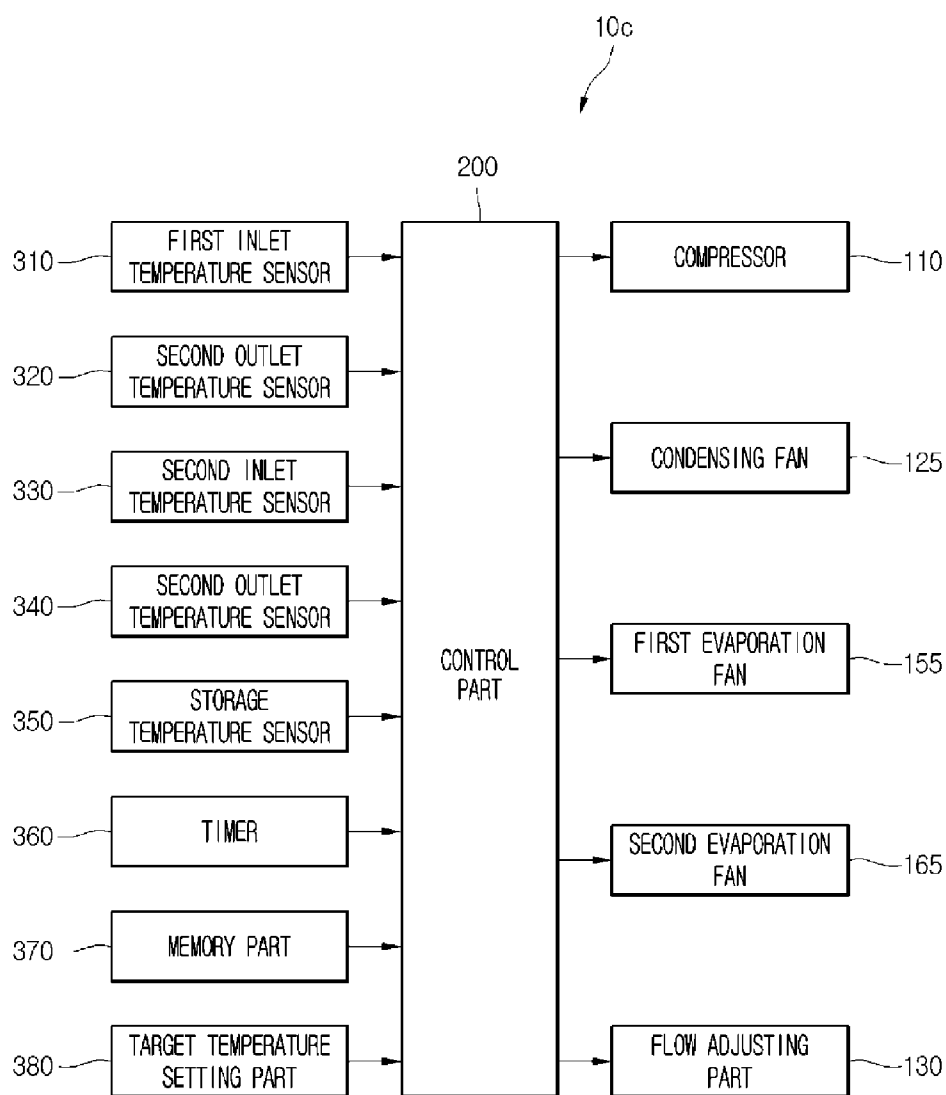 10c
200
310
FIRST INLET
TEMPERATURE SENSOR
COMPRESSOR
110
320
SECOND OUTLET
TEMPERATURE SENSOR
330
SECOND INLET
TEMPERATURE SENSOR
CONDENSING FAN
125
340
SECOND OUTLET
TEMPERATURE SENSOR
CONTROL
PART
FIRST EVAPORATION
FAN
155
350
STORAGE
TEMPERATURE SENSOR
360
TIMER
SECOND EVAPORATION
FAN
165
370
MEMORY PART
380
TARGET TEMPERATURE
SETTING PART
FLOW ADJUSTING
PART
130